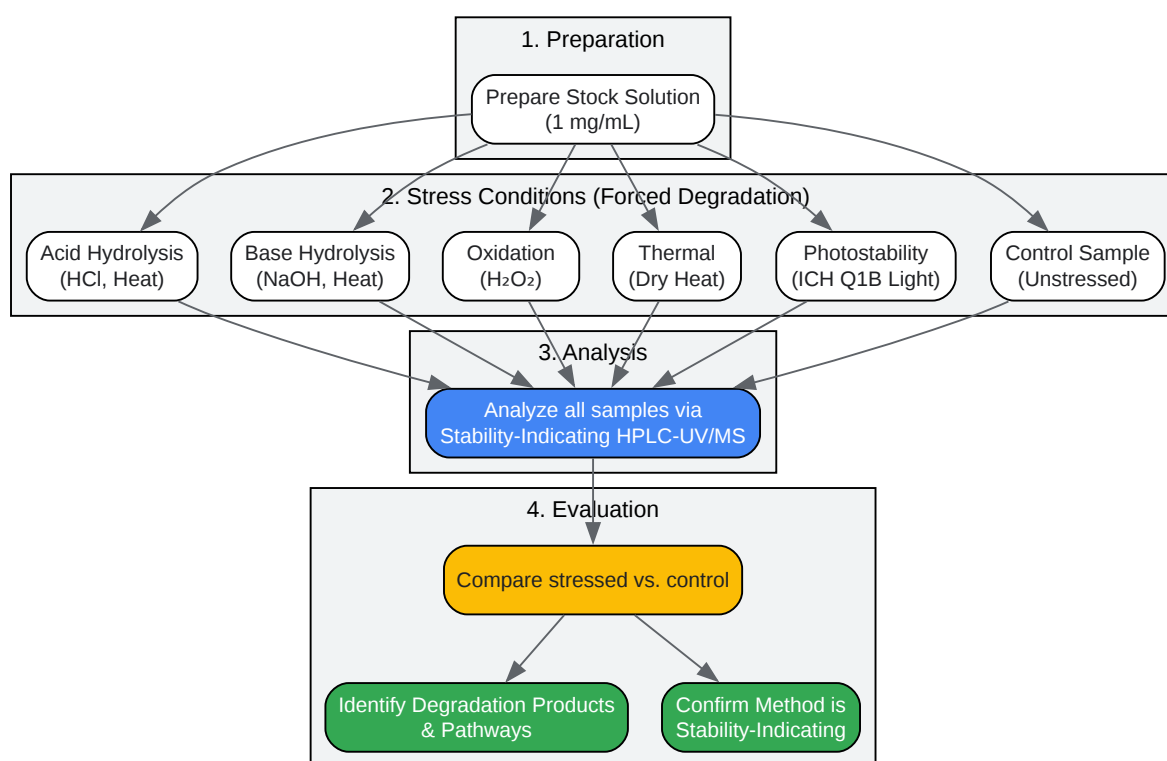 1. Preparation
Prepare Stock Solution
(1 mg/mL)
2. Stress Conditions (Forced Degradation)
Acid Hydrolysis
(HCl, Heat)
Base Hydrolysis
(NaOH, Heat)
Oxidation
(H₂O₂)
Thermal
(Dry Heat)
Photostability
(ICH Q1B Light)
Control Sample
(Unstressed)
3. Analysis
Analyze all samples via
Stability-Indicating HPLC-UV/MS
4. Evaluation
Compare stressed vs. control
Identify Degradation Products
& Pathways
Confirm Method is
Stability-Indicating